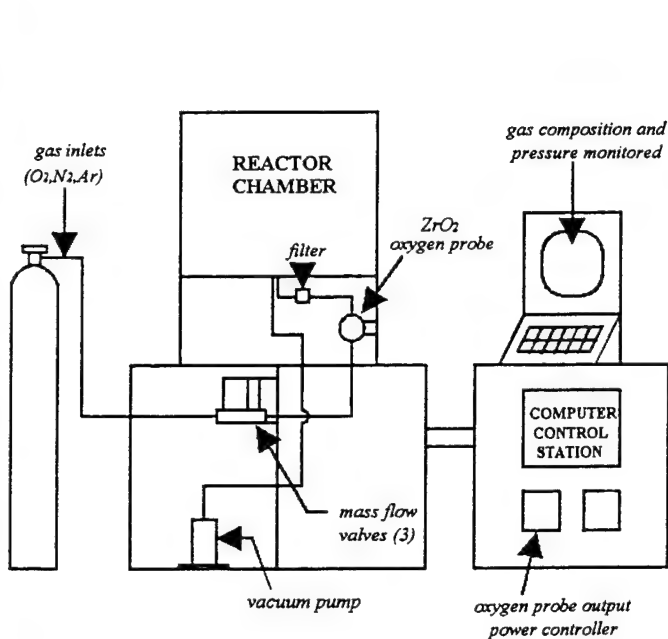 gas inlets
(O2,N2,Ar)
REACTOR
CHAMBER
filter
ZrO2
oxygen probe
gas composition and
pressure monitored
COMPUTER
CONTROL
STATION
mass flow
valves (3)
vacuum pump
oxygen probe output
power controller